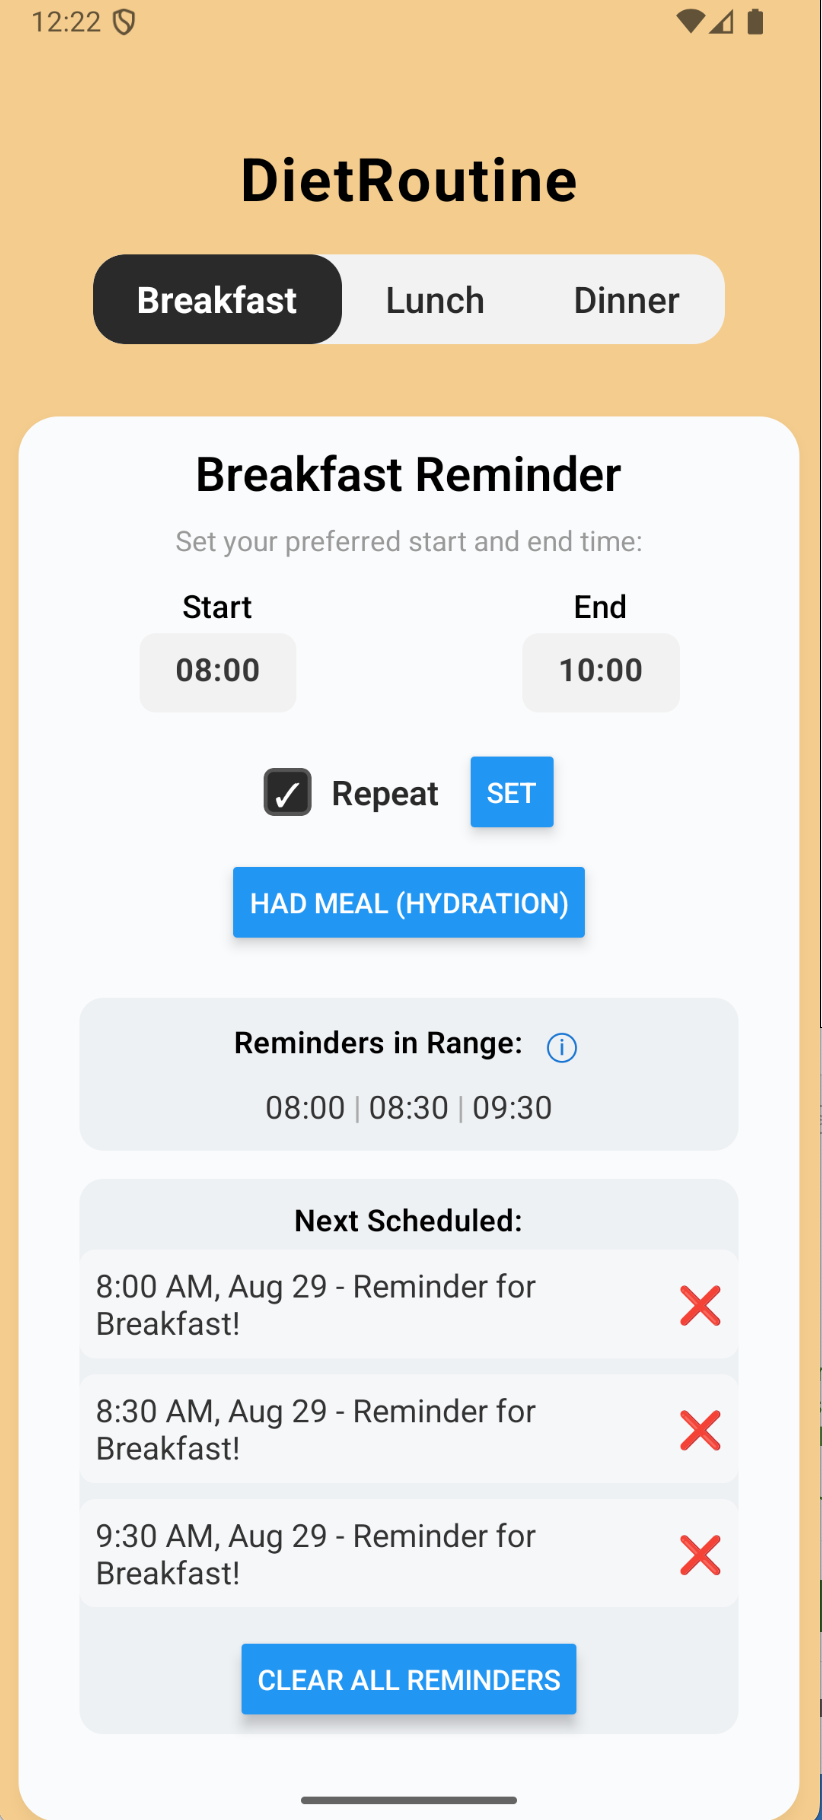 12:22
DietRoutine
Breakfast Lunch Dinner
Breakfast Reminder
Set your preferred start and end time:
Start End
08:00 10:00
✓ Repeat SET
HAD MEAL (HYDRATION)
Reminders in Range: ⓘ
08:00 | 08:30 | 09:30
Next Scheduled:
8:00 AM, Aug 29 - Reminder for
Breakfast!
8:30 AM, Aug 29 - Reminder for
Breakfast!
9:30 AM, Aug 29 - Reminder for
Breakfast!
CLEAR ALL REMINDERS